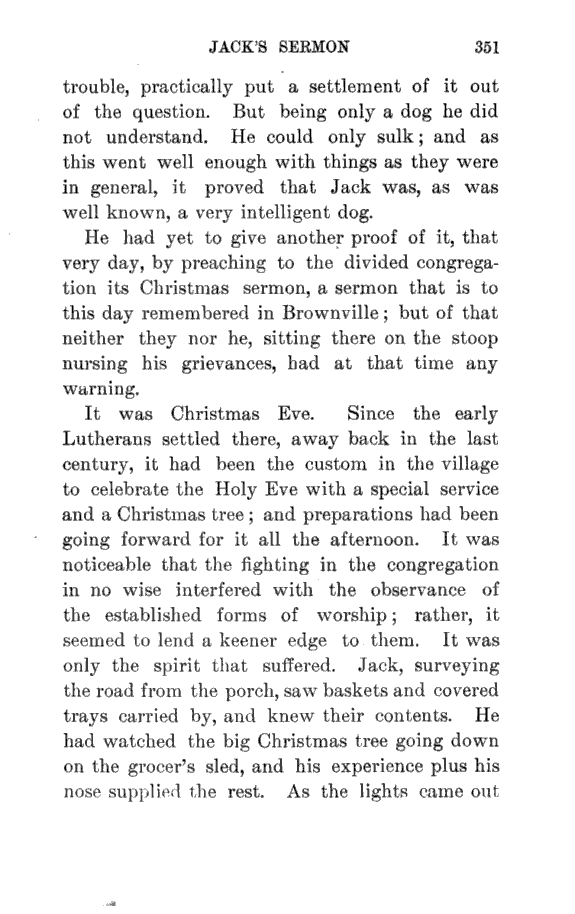 JACK'S SERMON 351
trouble, practically put a settlement of it out
of the question. But being only a dog he did
not understand. He could only sulk; and as
this went well enough with things as they were
in general, it proved that Jack was, as was
well known, a very intelligent dog.
He had yet to give another proof of it, that
very day, by preaching to the divided congrega-
tion its Christmas sermon, a sermon that is to
this day remembered in Brownville; but of that
neither they nor he, sitting there on the stoop
nursing his grievances, had at that time any
warning.
It was Christmas Eve. Since the early
Lutherans settled there, away back in the last
century, it had been the custom in the village
to celebrate the Holy Eve with a special service
and a Christmas tree; and preparations had been
going forward for it all the afternoon. It was
noticeable that the fighting in the congregation
in no wise interfered with the observance of
the established forms of worship; rather, it
seemed to lend a keener edge to them. It was
only the spirit that suffered. Jack, surveying
the road from the porch, saw baskets and covered
trays carried by, and knew their contents. He
had watched the big Christmas tree going down
on the grocer's sled, and his experience plus his
nose supplied the rest. As the lights came out